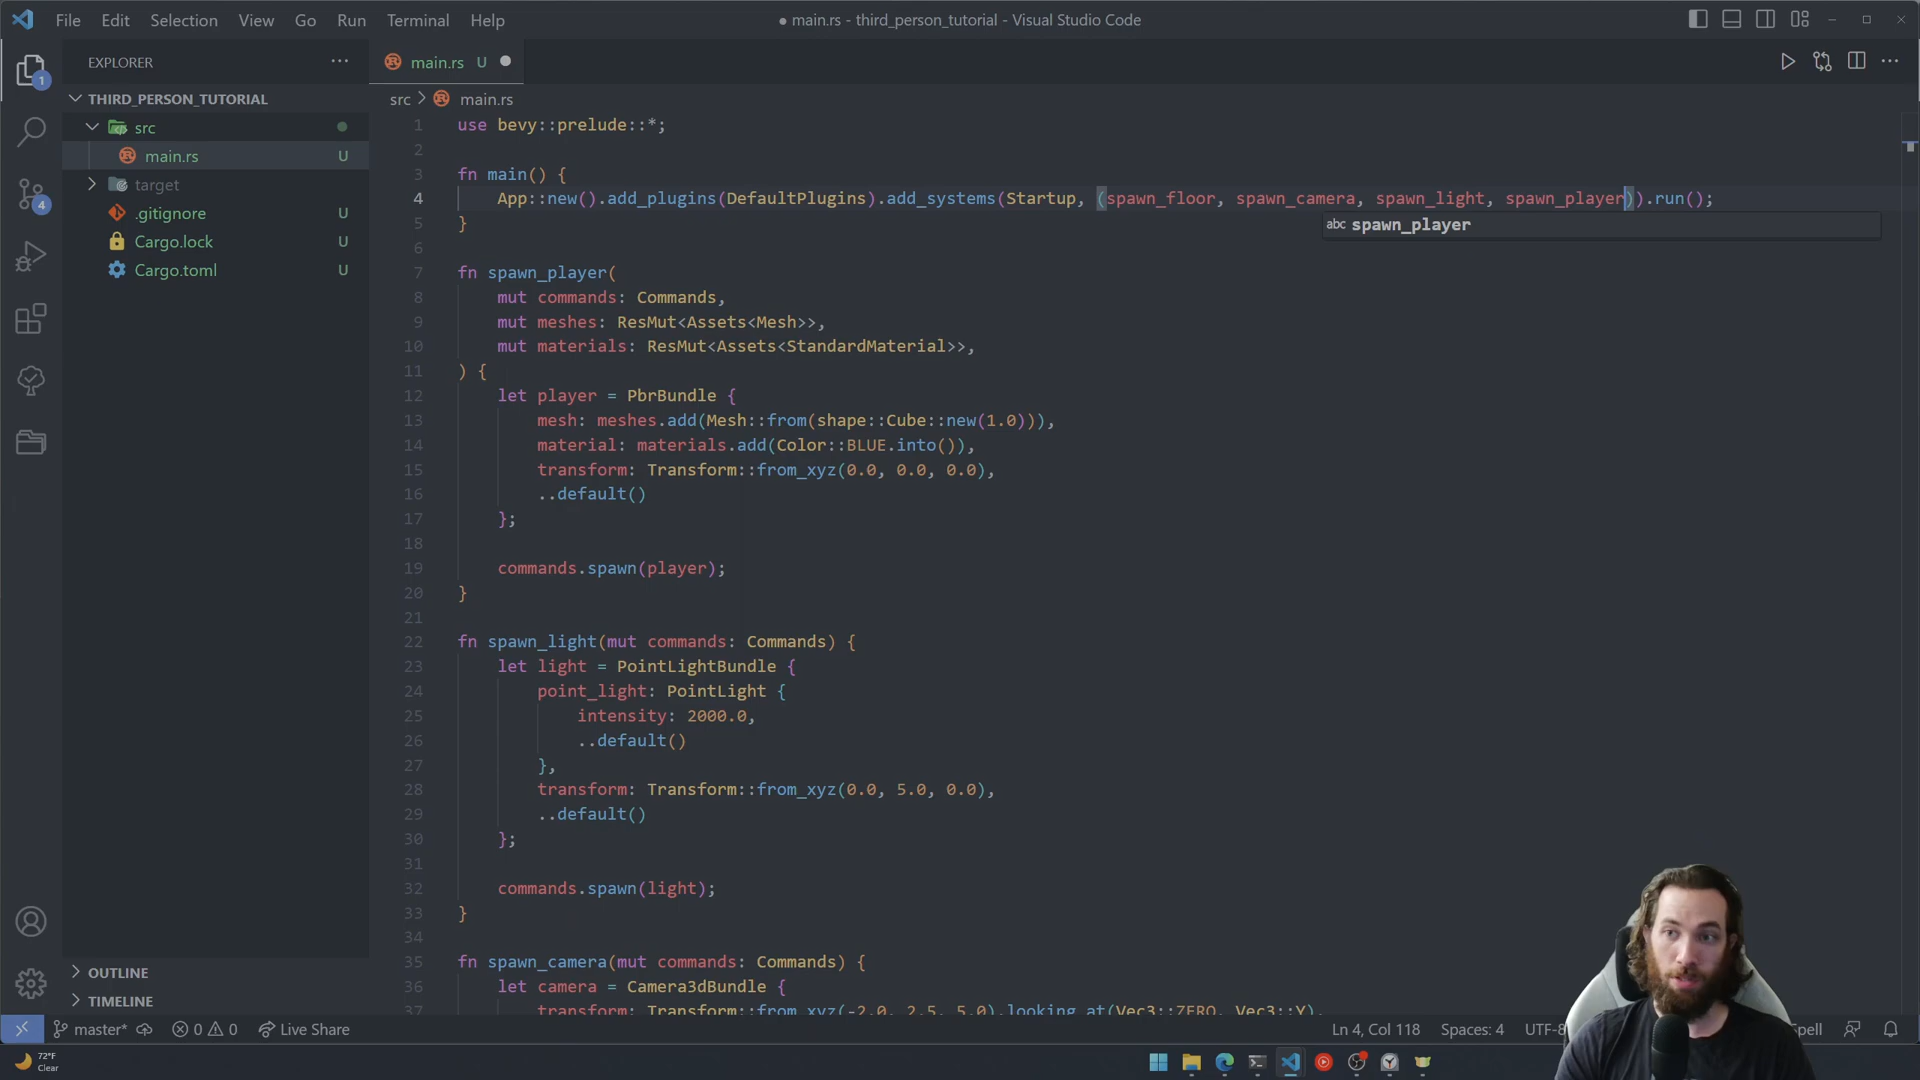 File Edit Selection View Go Run Terminal Help
● main.rs - third_person_tutorial - Visual Studio Code
EXPLORER ···
main.rs U
1
THIRD_PERSON_TUTORIAL
src
main.rs U
target
.gitignore U
Cargo.lock U
Cargo.toml U
4
src > main.rs
1 use bevy::prelude::*;
2
3 fn main() {
4 App::new().add_plugins(DefaultPlugins).add_systems(Startup, (spawn_floor, spawn_camera, spawn_light, spawn_player)).run();
abc spawn_player
5 }
6
7 fn spawn_player(
8 mut commands: Commands,
9 mut meshes: ResMut<Assets<Mesh>>,
10 mut materials: ResMut<Assets<StandardMaterial>>,
11 ) {
12 let player = PbrBundle {
13 mesh: meshes.add(Mesh::from(shape::Cube::new(1.0))),
14 material: materials.add(Color::BLUE.into()),
15 transform: Transform::from_xyz(0.0, 0.0, 0.0),
16 ..default()
17 };
18
19 commands.spawn(player);
20 }
21
22 fn spawn_light(mut commands: Commands) {
23 let light = PointLightBundle {
24 point_light: PointLight {
25 intensity: 2000.0,
26 ..default()
27 },
28 transform: Transform::from_xyz(0.0, 5.0, 0.0),
29 ..default()
30 };
31
32 commands.spawn(light);
33 }
34
35 fn spawn_camera(mut commands: Commands) {
36 let camera = Camera3dBundle {
37 transform: Transform::from_xyz(-2.0, 2.5, 5.0).looking_at(Vec3::ZERO, Vec3::Y),
OUTLINE
TIMELINE
master* 0 0 Live Share
Ln 4, Col 118 Spaces: 4 UTF-8 Spell
72°F
Clear